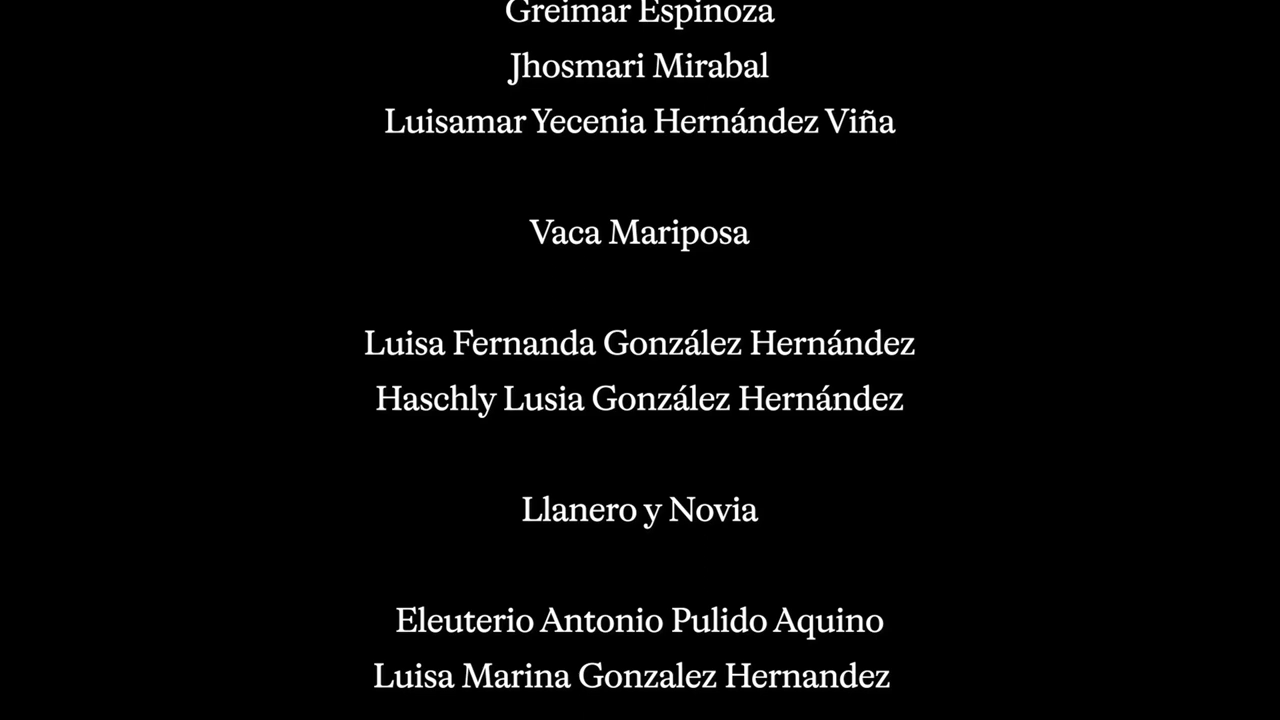 Greimar Espinoza
Jhosmari Mirabal
Luisamar Yecenia Hernández Viña
Vaca Mariposa
Luisa Fernanda González Hernández
Haschly Lusia González Hernández
Llanero y Novia
Eleuterio Antonio Pulido Aquino
Luisa Marina Gonzalez Hernandez